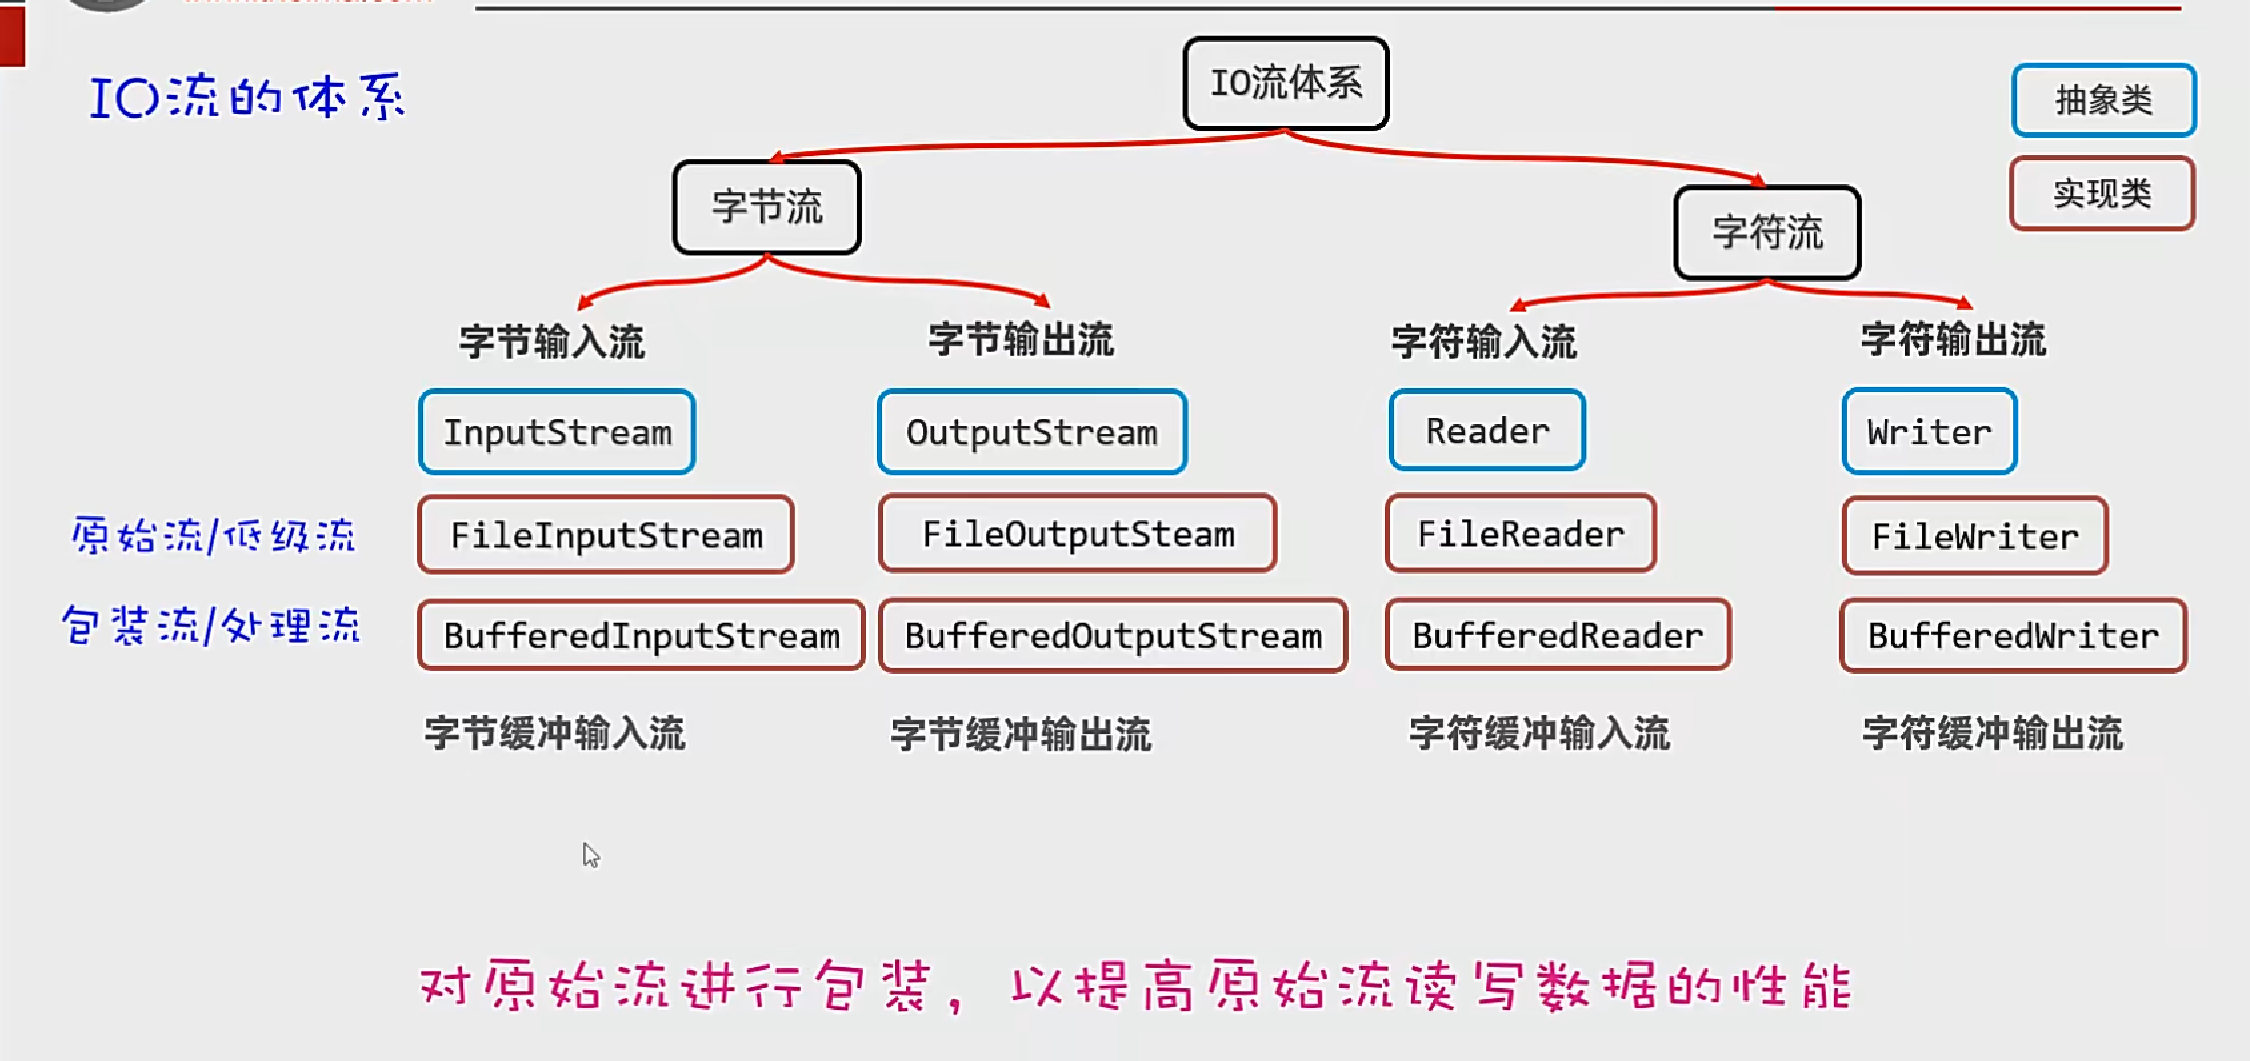 IO流的体系
IO流体系
抽象类
实现类
字节流
字符流
字节输入流
字节输出流
字符输入流
字符输出流
InputStream
OutputStream
Reader
Writer
原始流/低级流
FileInputStream
FileOutputSteam
FileReader
FileWriter
包装流/处理流
BufferedInputStream
BufferedOutputStream
BufferedReader
BufferedWriter
字节缓冲输入流
字节缓冲输出流
字符缓冲输入流
字符缓冲输出流
对原始流进行包装，以提高原始流读写数据的性能